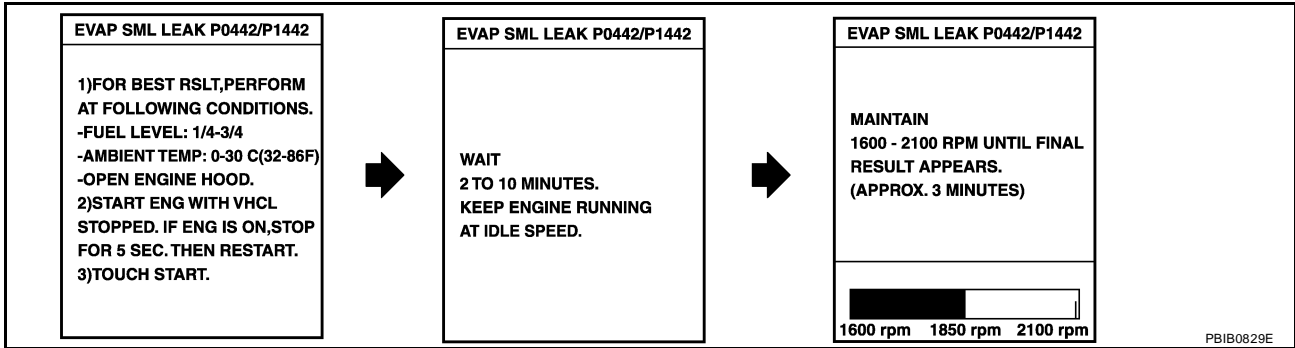 EVAP SML LEAK P0442/P1442
1)FOR BEST RSLT,PERFORM
AT FOLLOWING CONDITIONS.
-FUEL LEVEL: 1/4-3/4
-AMBIENT TEMP: 0-30 C(32-86F)
-OPEN ENGINE HOOD.
2)START ENG WITH VHCL
STOPPED. IF ENG IS ON,STOP
FOR 5 SEC. THEN RESTART.
3)TOUCH START.
EVAP SML LEAK P0442/P1442
WAIT
2 TO 10 MINUTES.
KEEP ENGINE RUNNING
AT IDLE SPEED.
EVAP SML LEAK P0442/P1442
MAINTAIN
1600 - 2100 RPM UNTIL FINAL
RESULT APPEARS.
(APPROX. 3 MINUTES)
1600 rpm 1850 rpm 2100 rpm
PBIB0829E